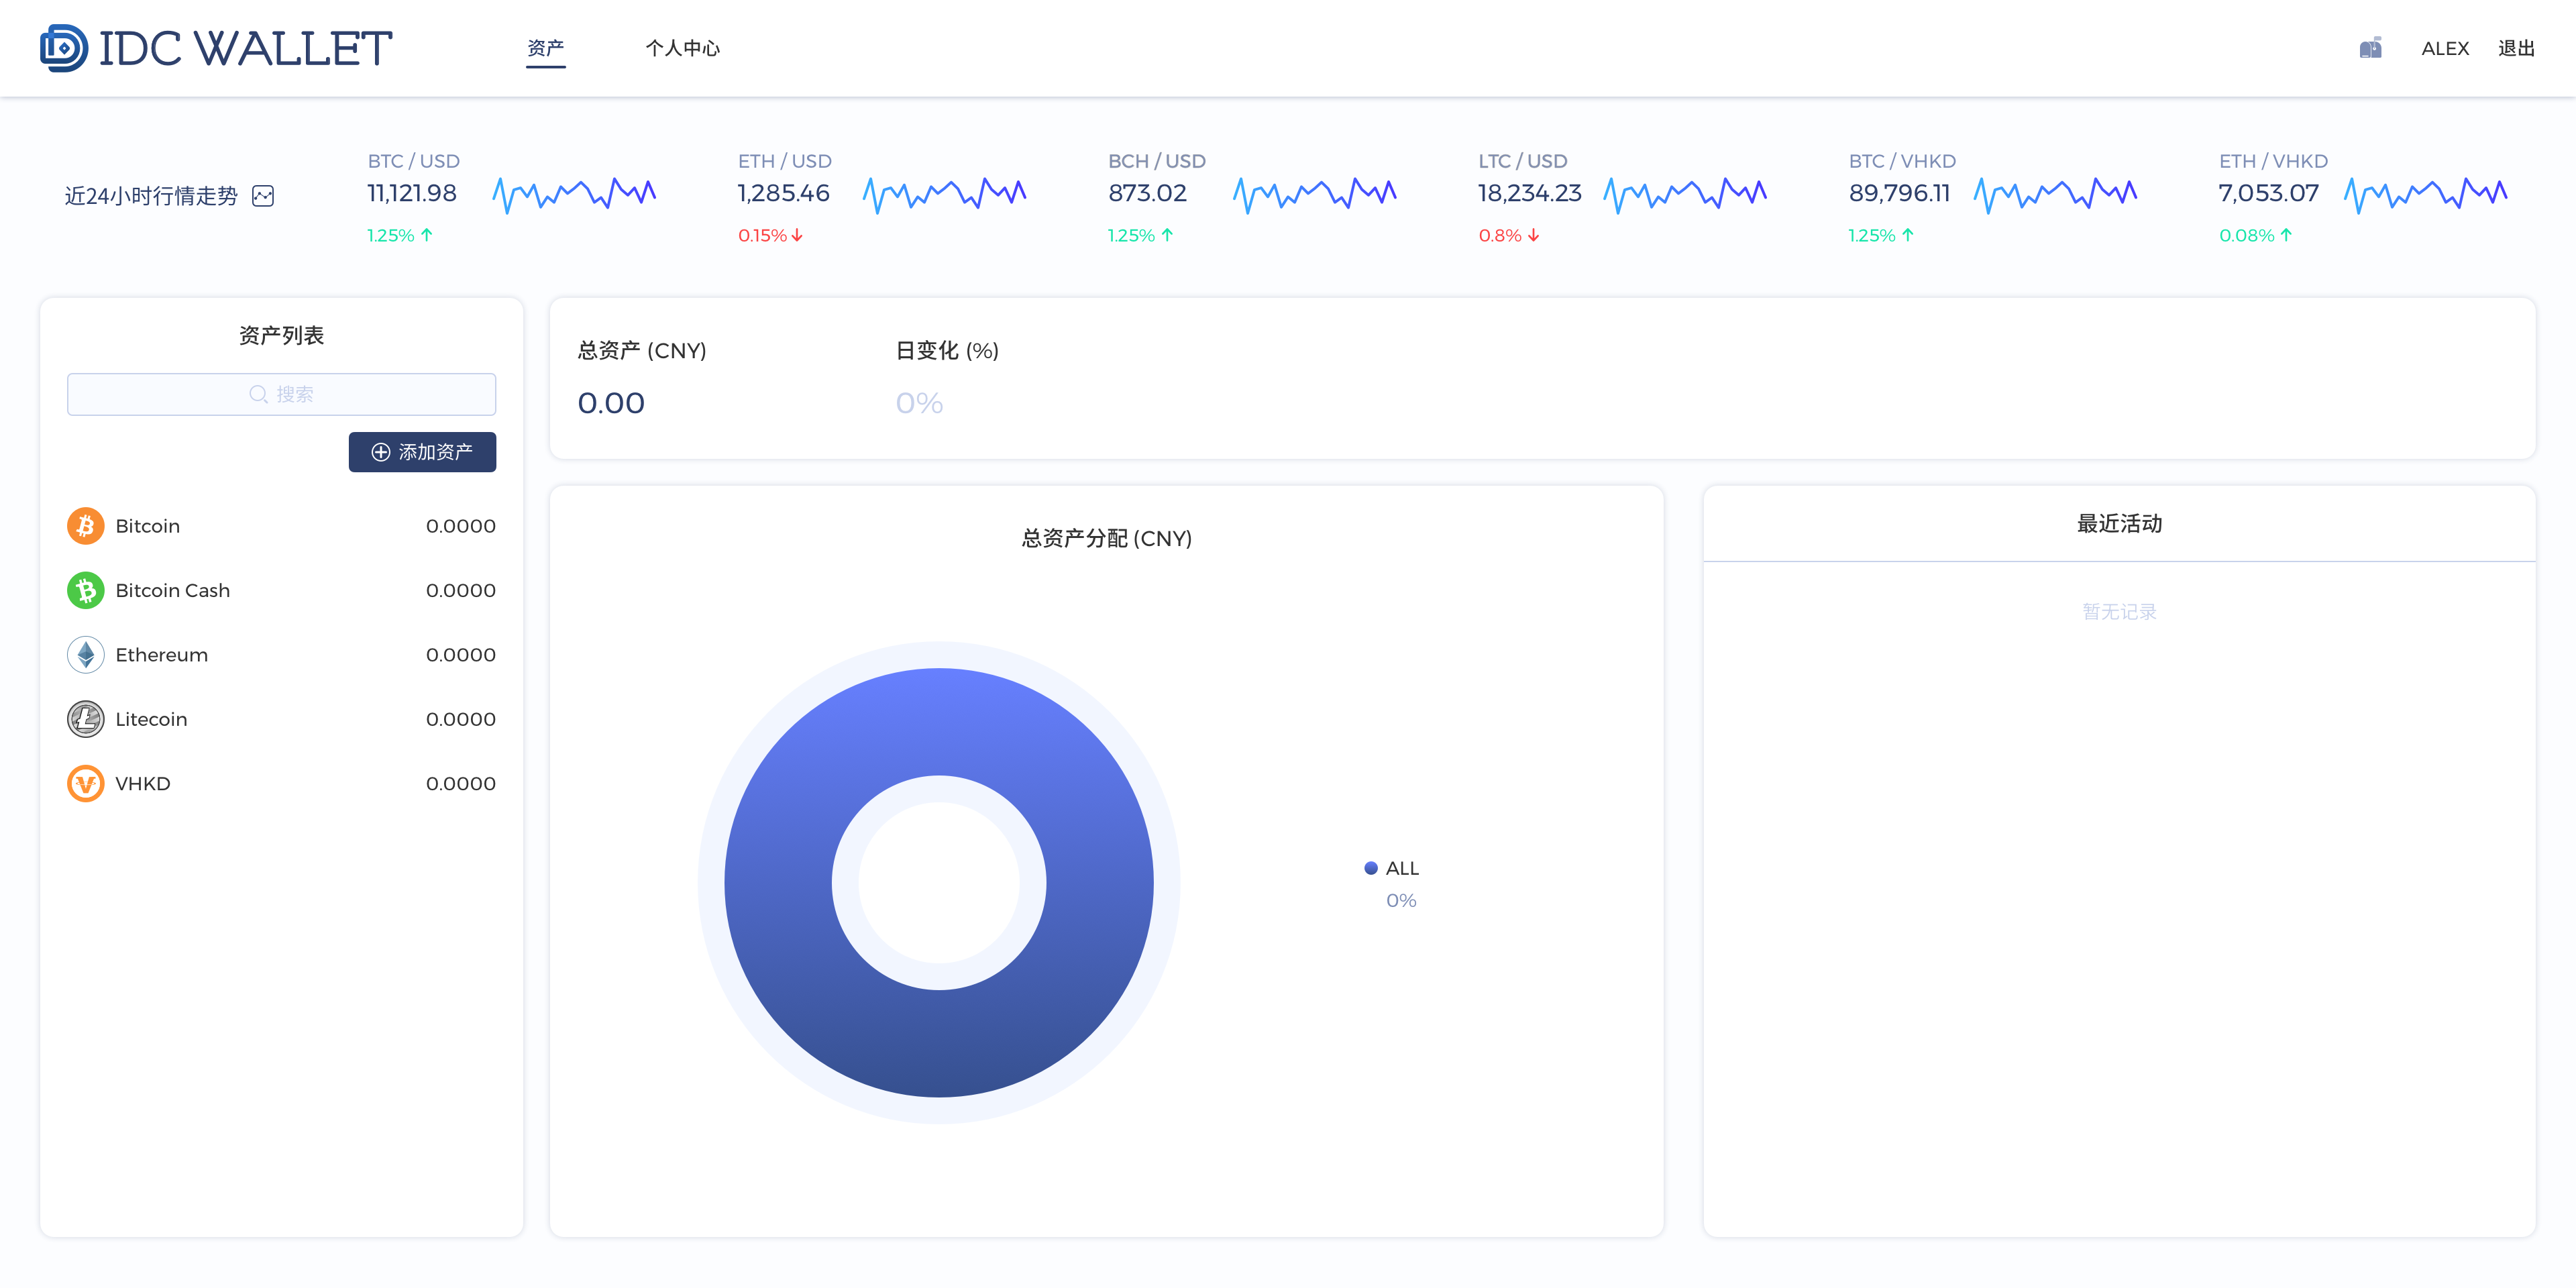 IDC WALLET
资产
个人中心
ALEX
退出
近24小时行情走势
BTC / USD
11,121.98
1.25%
ETH / USD
1,285.46
0.15%
BCH / USD
873.02
1.25%
LTC / USD
18,234.23
0.8%
BTC / VHKD
89,796.11
1.25%
ETH / VHKD
7,053.07
0.08%
资产列表
搜索
添加资产
Bitcoin 0.0000
Bitcoin Cash 0.0000
Ethereum 0.0000
Litecoin 0.0000
VHKD 0.0000
总资产 (CNY)
0.00
日变化 (%)
0%
总资产分配 (CNY)
ALL
0%
最近活动
暂无记录